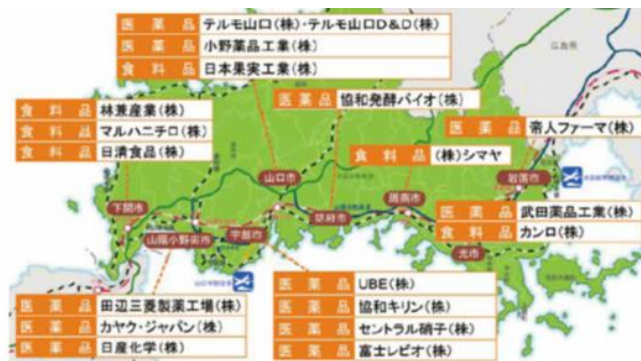 医薬品 テルモ山口(株)・テルモ山口D&D(株)
医薬品 小野薬品工業(株)
食料品 日本果実工業(株)
広島県
食料品 林兼産業(株)
食料品 マルハニチロ(株)
食料品 日清食品(株)
医薬品 協和発酵バイオ(株)
医薬品 帝人ファーマ(株)
食料品 (株)シマヤ
山口市
岩国市
下関市
周南市
防府市
宇部市
山陽小野田市
光市
医薬品 武田薬品工業(株)
食料品 カンロ(株)
医薬品 田辺三菱製薬工場(株)
医薬品 カヤク・ジャパン(株)
医薬品 日産化学(株)
医薬品 UBE(株)
医薬品 協和キリン(株)
医薬品 セントラル硝子(株)
医薬品 富士レビオ(株)